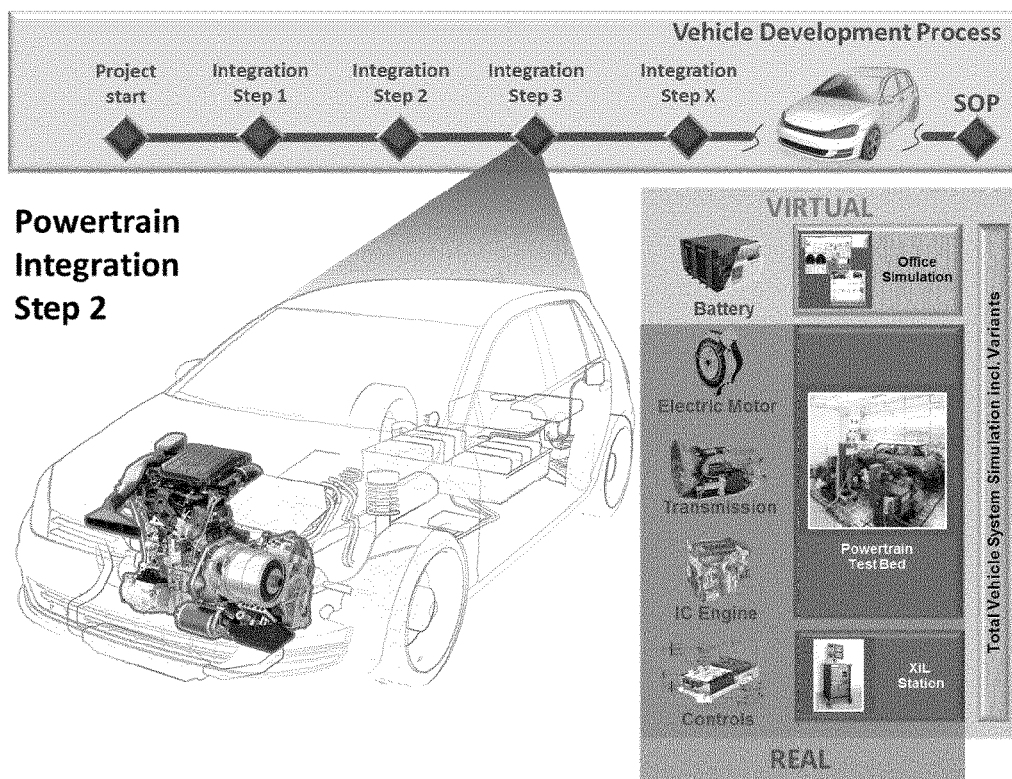 Vehicle Development Process
Project
start
Integration
Step 1
Integration
Step 2
Integration
Step 3
Integration
Step X
SOP
Powertrain
Integration
Step 2
VIRTUAL
Battery
Office
Simulation
Electric Motor
Transmission
Powertrain
Test Bed
IC Engine
Controls
XIL
Station
Total Vehicle System Simulation incl. Variants
REAL